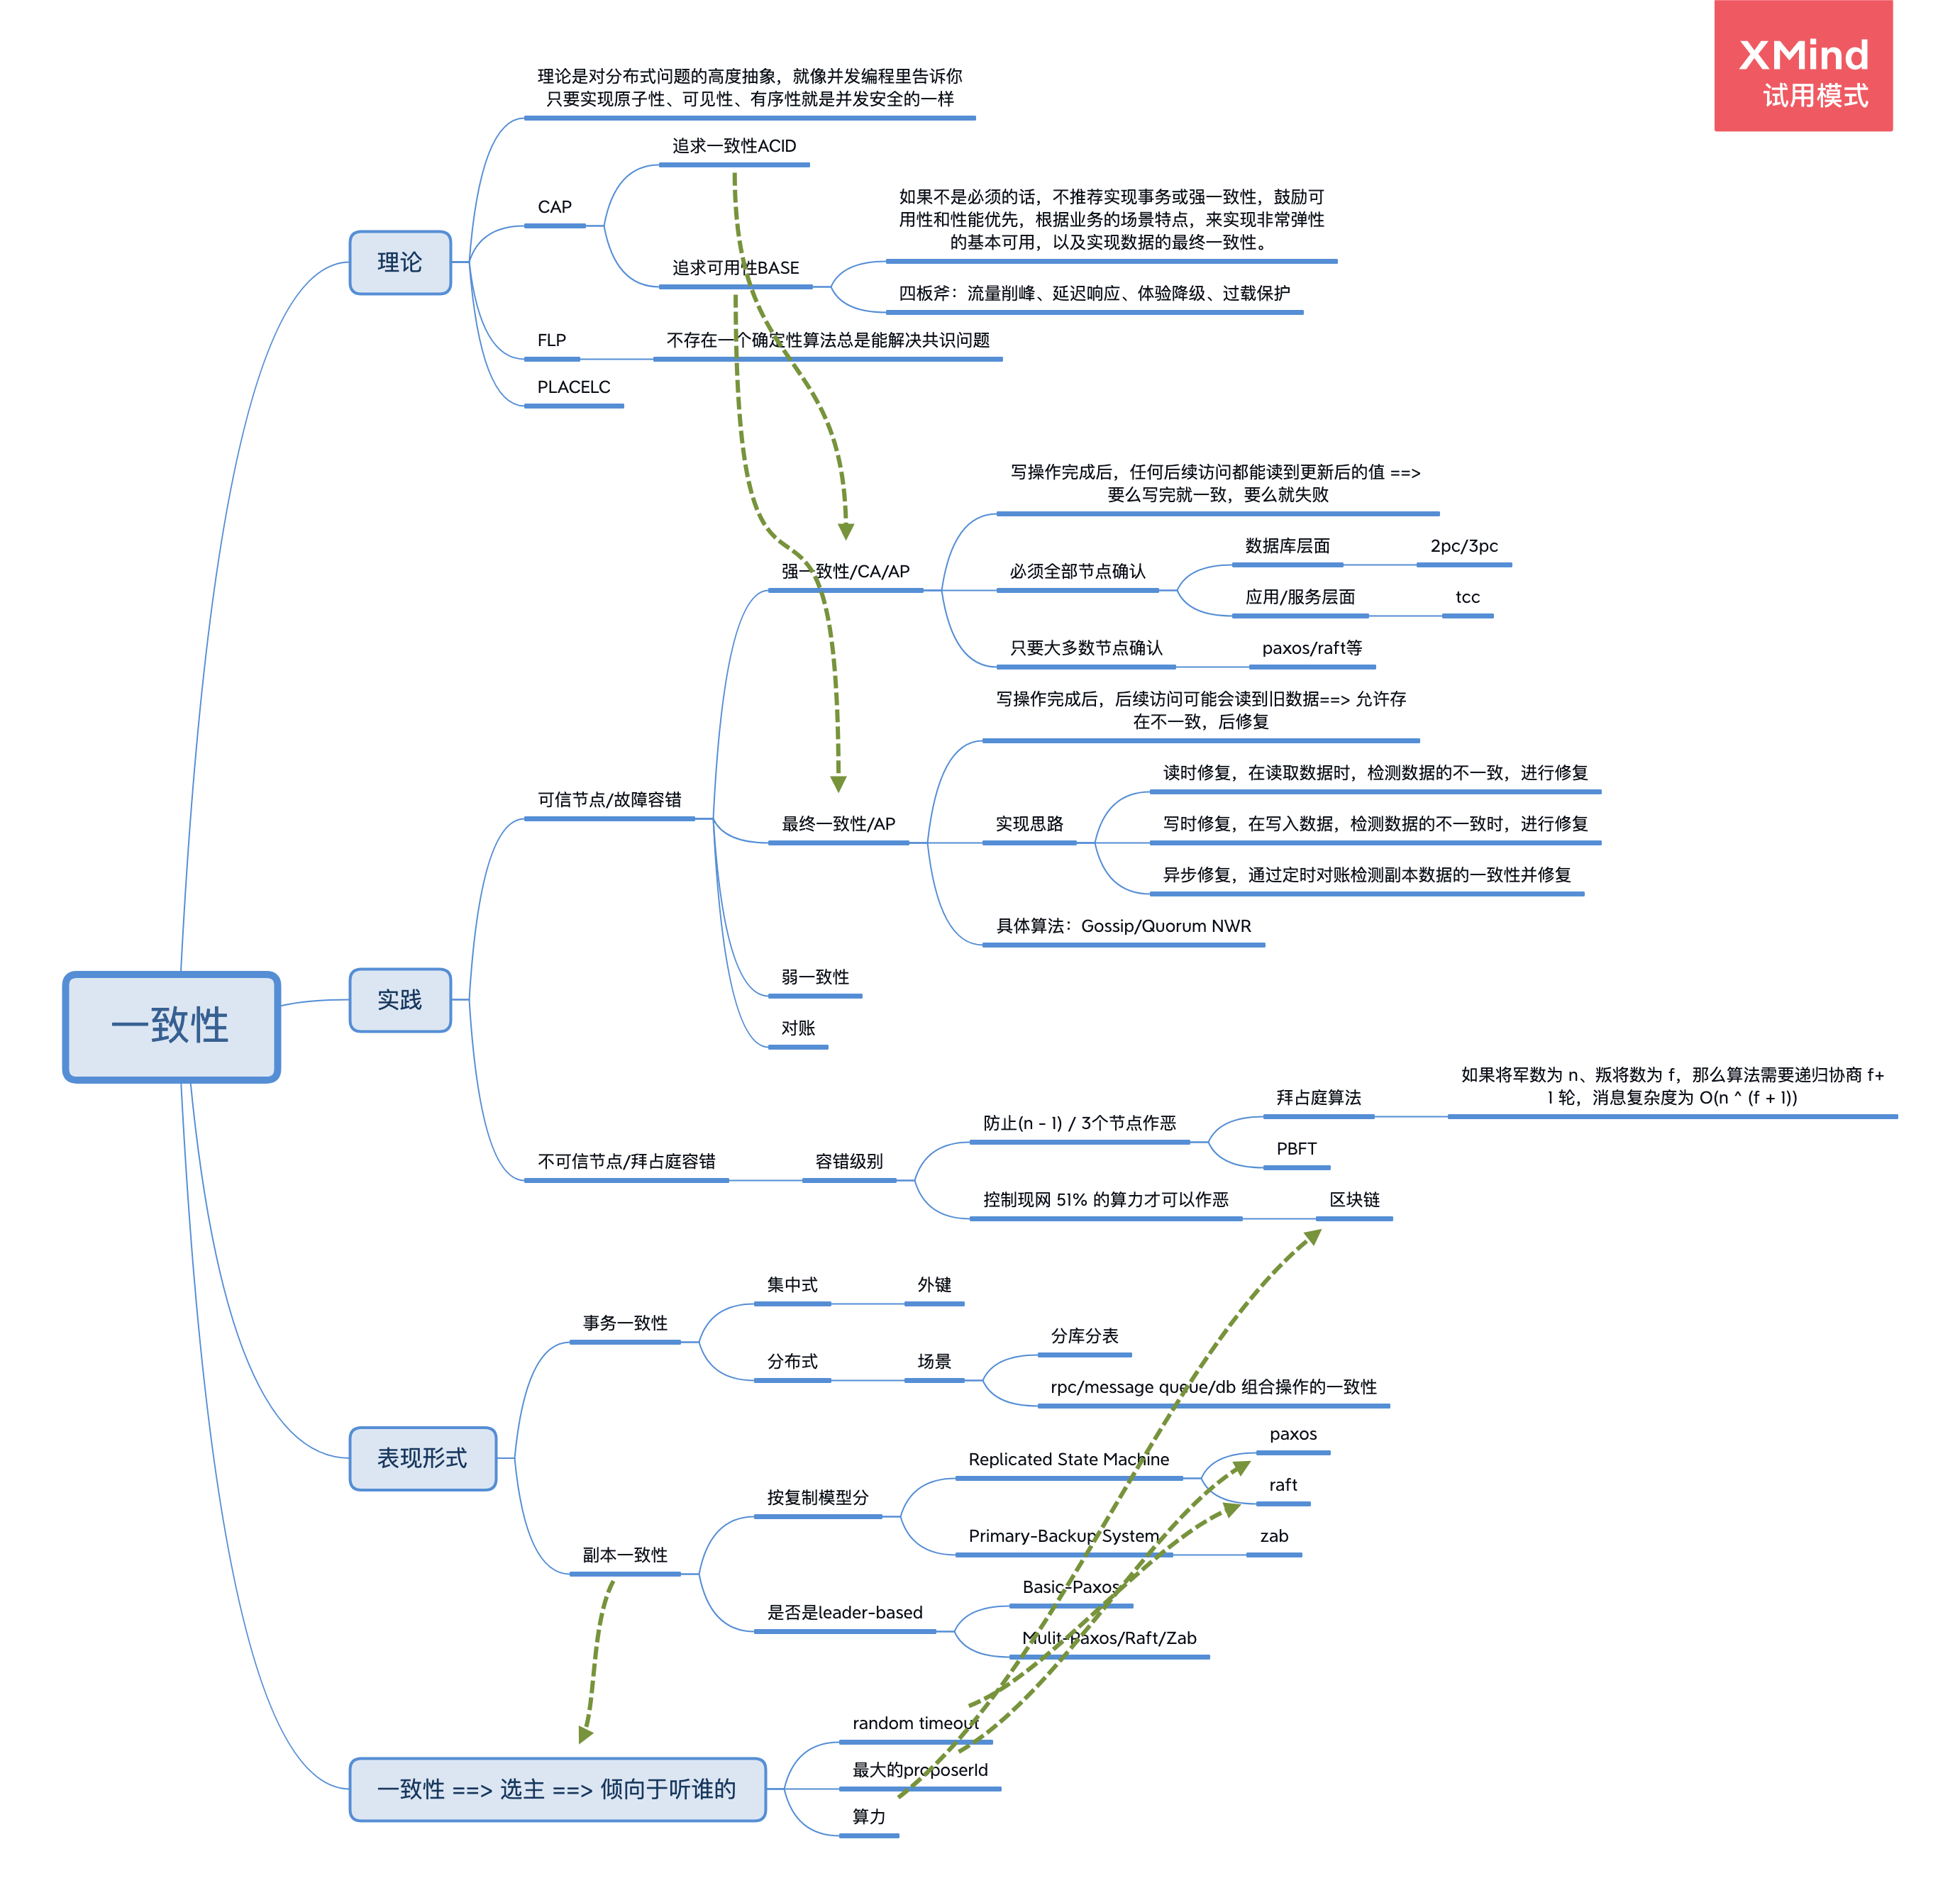 XMind
试用模式
一致性
理论
理论是对分布式问题的高度抽象，就像并发编程里告诉你
只要实现原子性、可见性、有序性就是并发安全的一样
CAP
追求一致性ACID
追求可用性BASE
如果不是必须的话，不推荐实现事务或强一致性，鼓励可
用性和性能优先，根据业务的场景特点，来实现非常弹性
的基本可用，以及实现数据的最终一致性。
四板斧：流量削峰、延迟响应、体验降级、过载保护
FLP
不存在一个确定性算法总是能解决共识问题
PLACELC
实践
可信节点/故障容错
强一致性/CA/AP
写操作完成后，任何后续访问都能读到更新后的值 ==>
要么写完就一致，要么就失败
必须全部节点确认
数据库层面
2pc/3pc
应用/服务层面
tcc
只要大多数节点确认
paxos/raft等
最终一致性/AP
写操作完成后，后续访问可能会读到旧数据==> 允许存
在不一致，后修复
实现思路
读时修复，在读取数据时，检测数据的不一致，进行修复
写时修复，在写入数据，检测数据的不一致时，进行修复
异步修复，通过定时对账检测副本数据的一致性并修复
具体算法：Gossip/Quorum NWR
弱一致性
对账
不可信节点/拜占庭容错
容错级别
防止(n - 1) / 3个节点作恶
拜占庭算法
如果将军数为 n、叛将数为 f，那么算法需要递归协商 f+
1 轮，消息复杂度为 O(n ^ (f + 1))
PBFT
控制现网 51% 的算力才可以作恶
区块链
表现形式
事务一致性
集中式
外键
分布式
场景
分库分表
rpc/message queue/db 组合操作的一致性
副本一致性
按复制模型分
Replicated State Machine
paxos
raft
Primary-Backup System
zab
是否是leader-based
Basic-Paxos
Mulit-Paxos/Raft/Zab
一致性 ==> 选主 ==> 倾向于听谁的
random timeout
最大的proposerId
算力